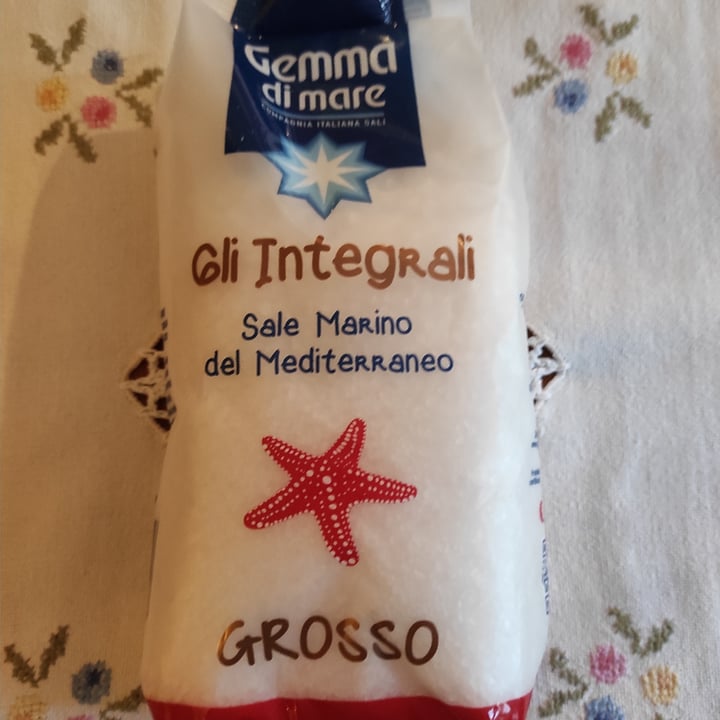 Gemma
di mare
COMPAGNIA ITALIANA SALI
Gli Integrali
Sale Marino
del Mediterraneo
GROSSO